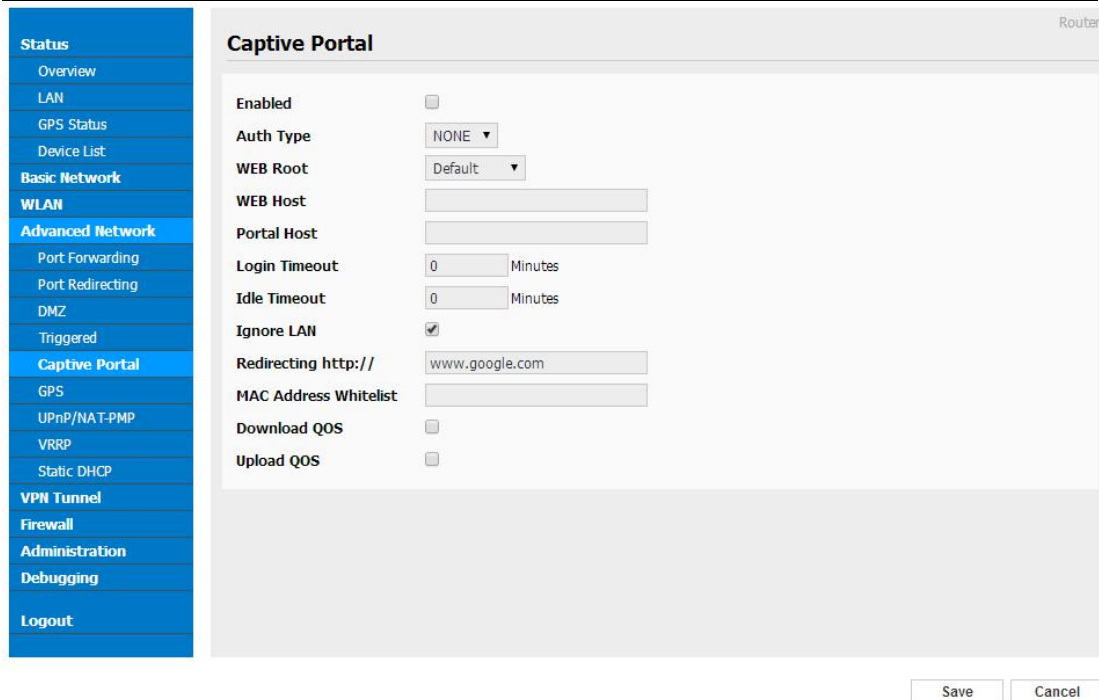 Router
Status
Overview
LAN
GPS Status
Device List
Basic Network
WLAN
Advanced Network
Port Forwarding
Port Redirecting
DMZ
Triggered
Captive Portal
GPS
UPnP/NAT-PMP
VRRP
Static DHCP
VPN Tunnel
Firewall
Administration
Debugging
Logout
Captive Portal
Enabled
Auth Type NONE
WEB Root Default
WEB Host
Portal Host
Login Timeout 0 Minutes
Idle Timeout 0 Minutes
Ignore LAN
Redirecting http:// www.google.com
MAC Address Whitelist
Download QOS
Upload QOS
Save Cancel